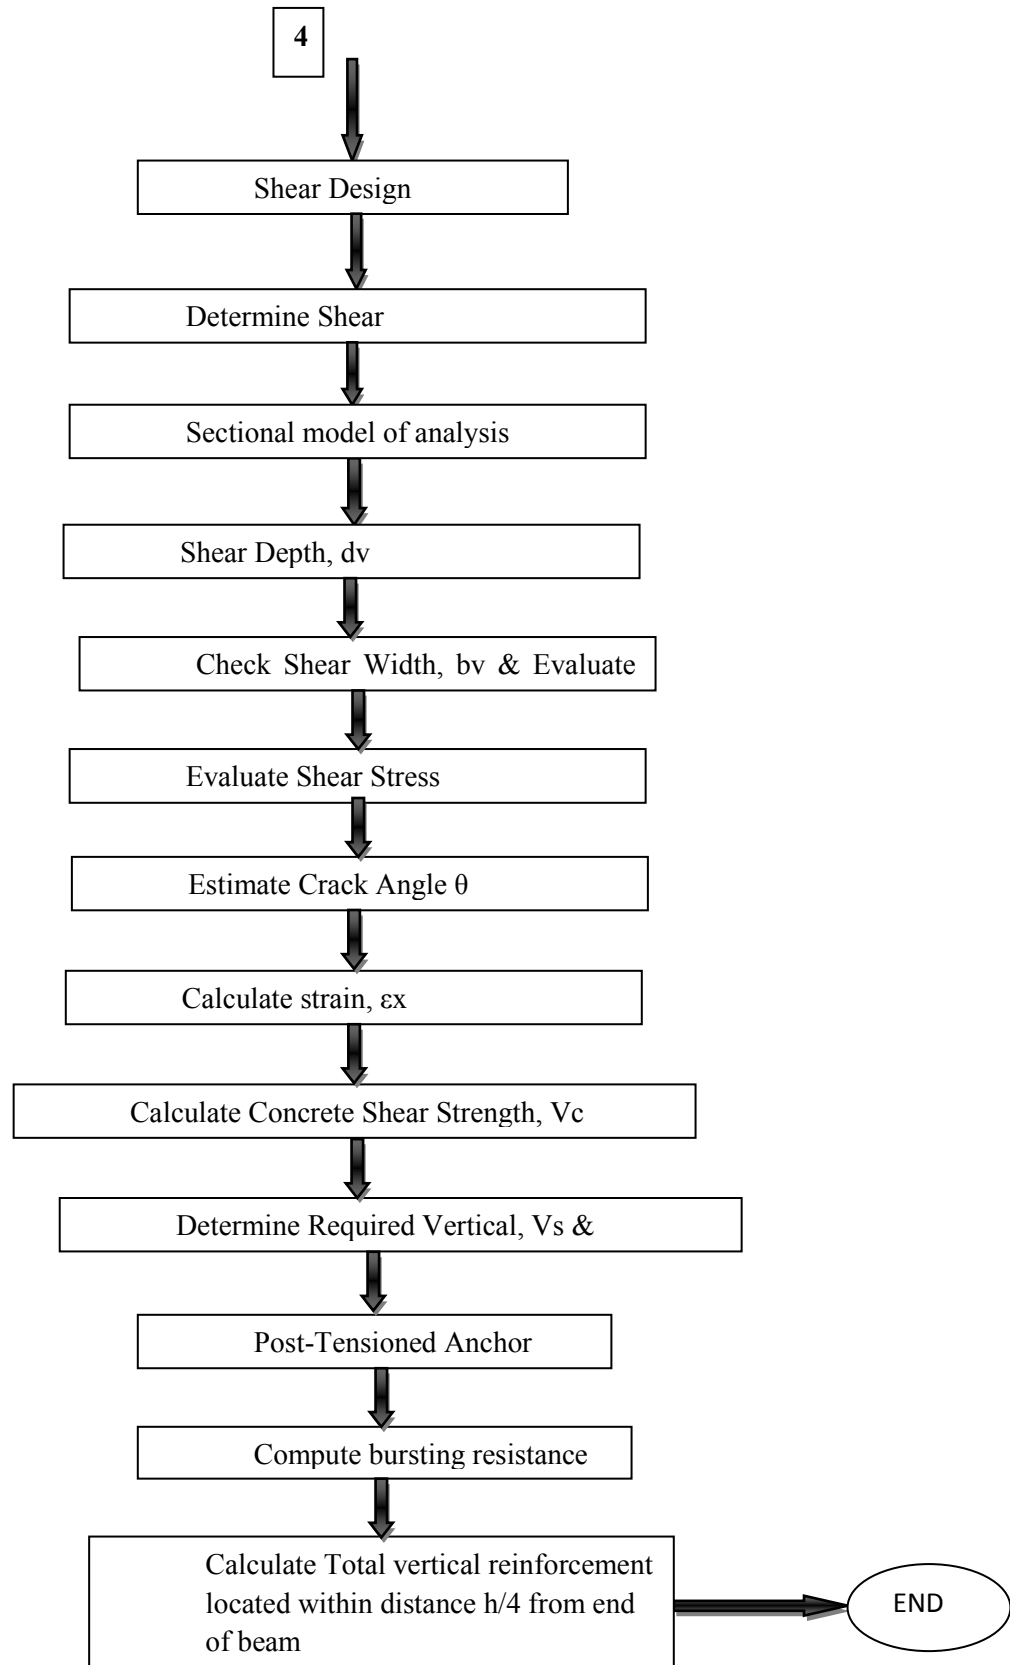 4
Shear Design
Determine Shear
Sectional model of analysis
Shear Depth, dv
Check Shear Width, bv & Evaluate
Evaluate Shear Stress
Estimate Crack Angle θ
Calculate strain, εx
Calculate Concrete Shear Strength, Vc
Determine Required Vertical, Vs &
Post-Tensioned Anchor
Compute bursting resistance
Calculate Total vertical reinforcement
located within distance h/4 from end
of beam
END